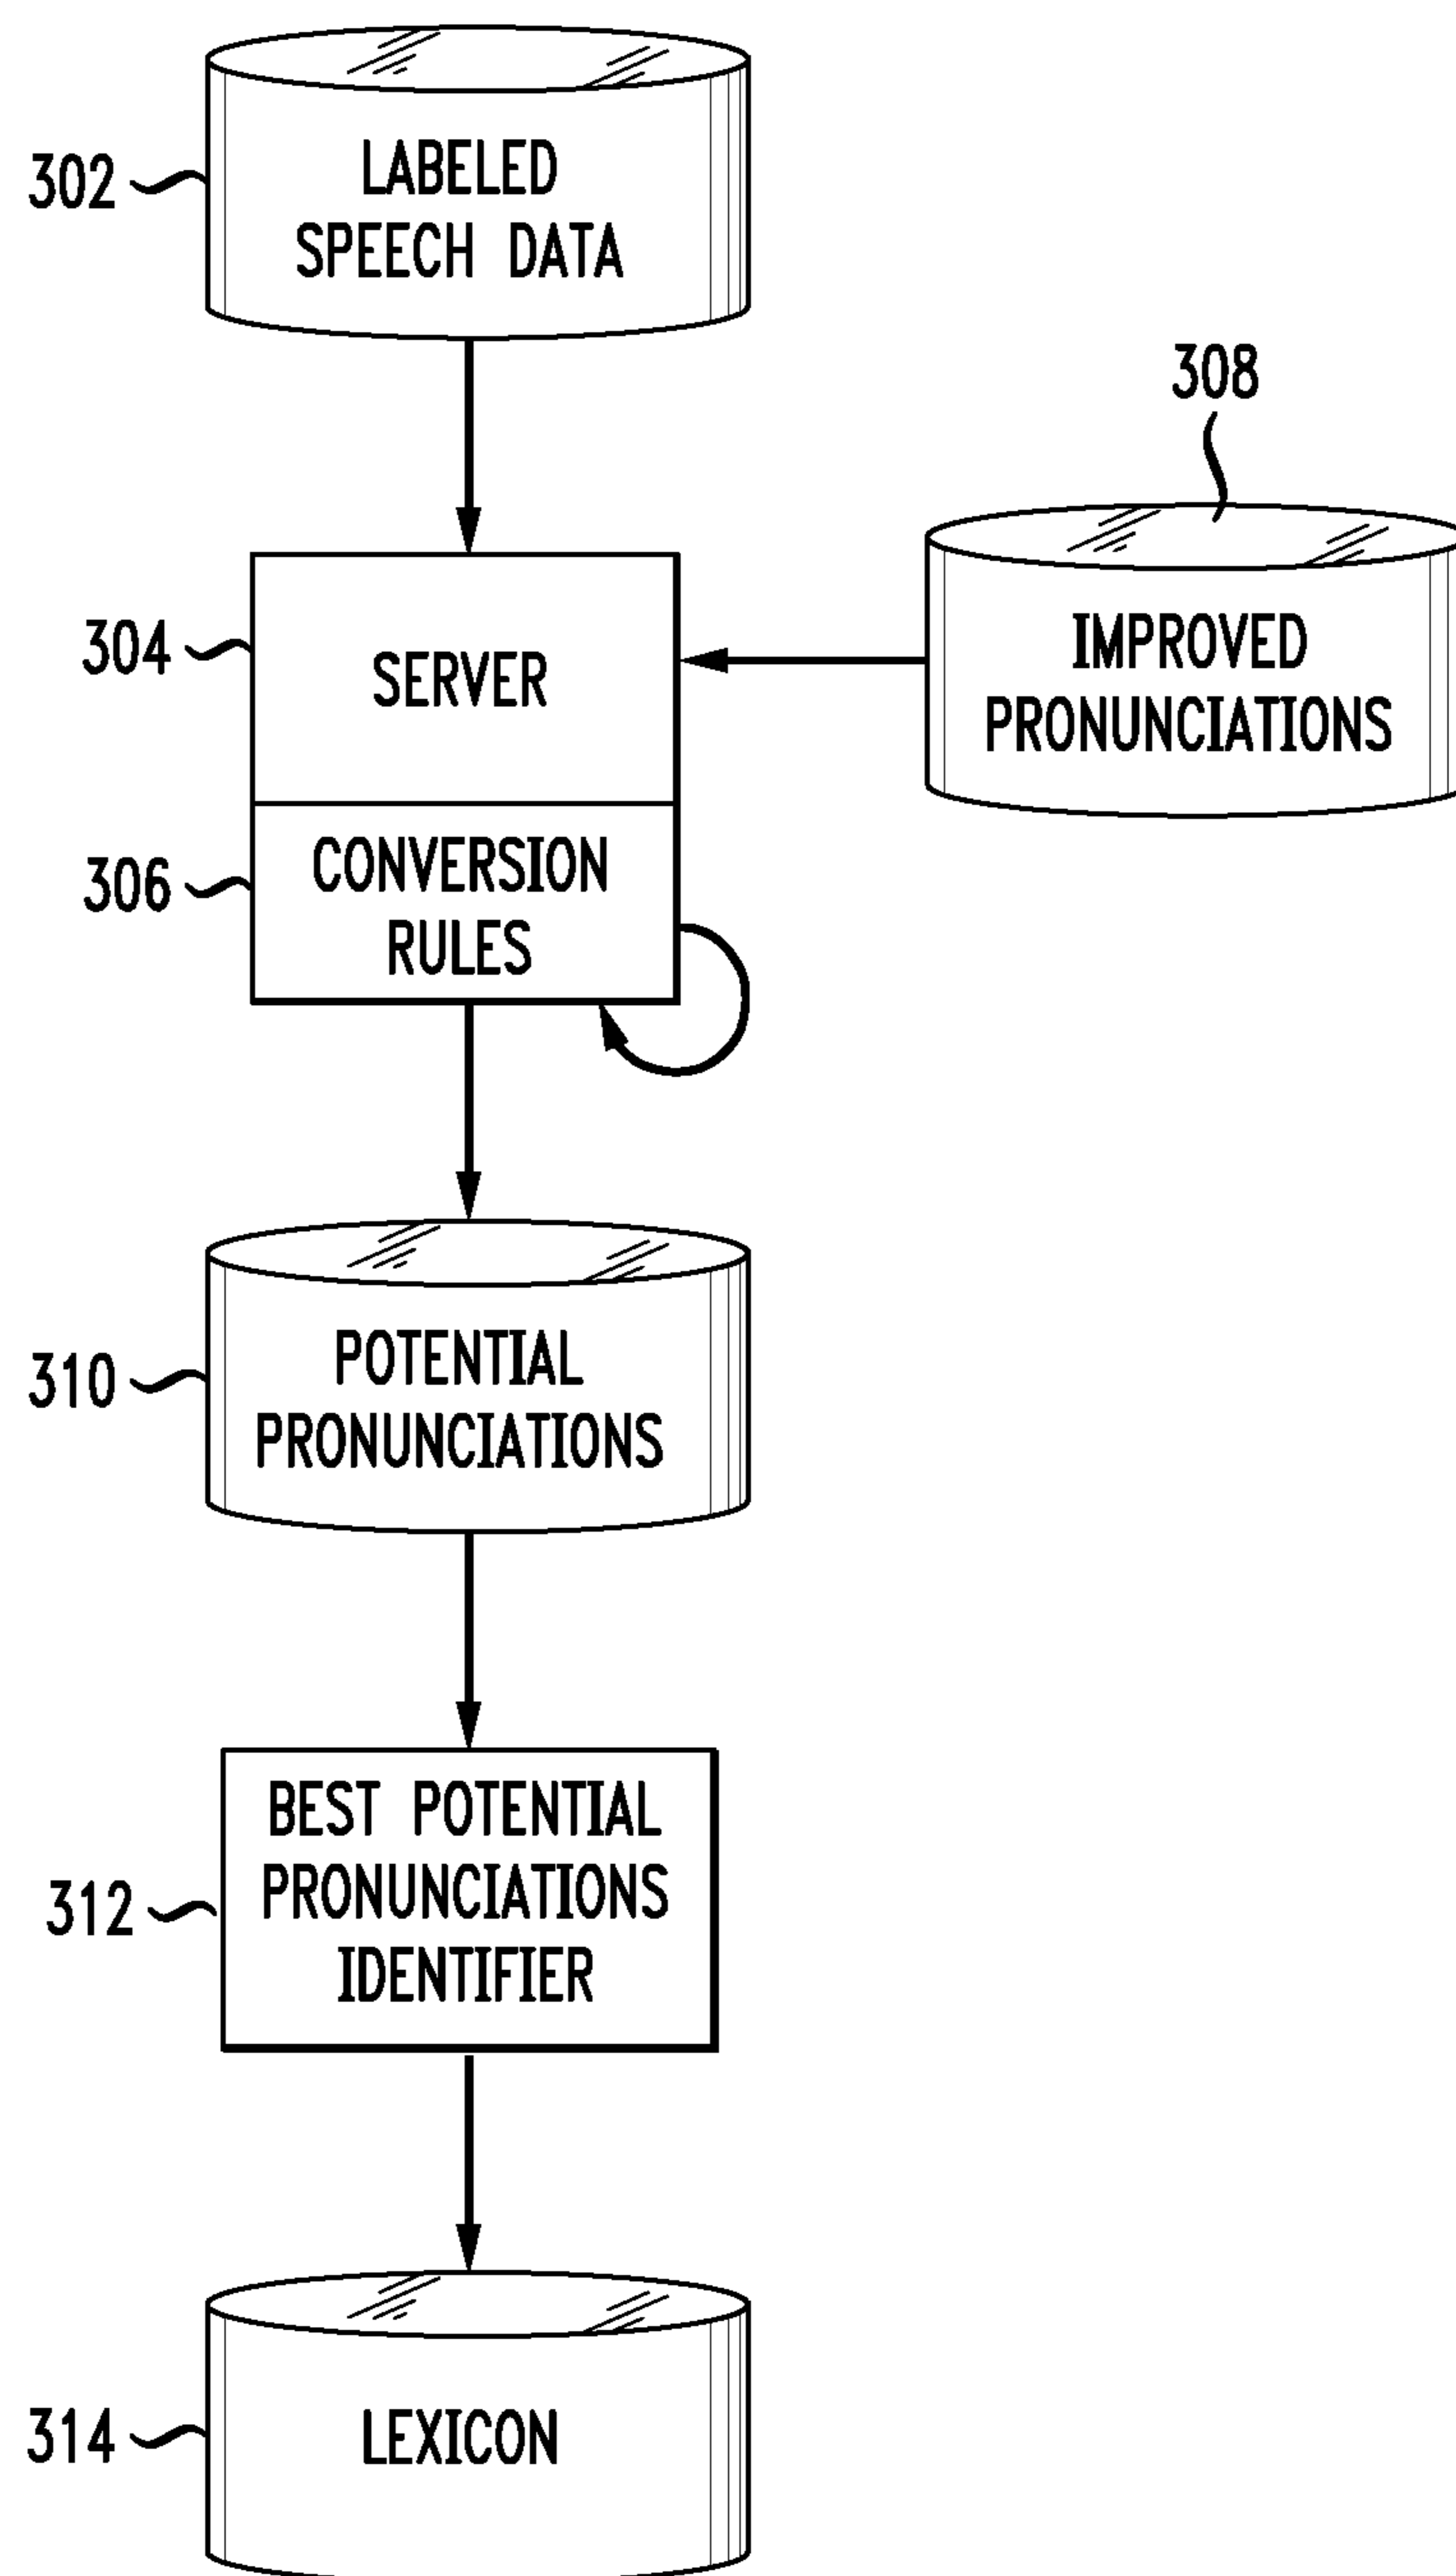 302
LABELED
SPEECH DATA
308
304
SERVER
IMPROVED
PRONUNCIATIONS
306
CONVERSION
RULES
310
POTENTIAL
PRONUNCIATIONS
312
BEST POTENTIAL
PRONUNCIATIONS
IDENTIFIER
314
LEXICON